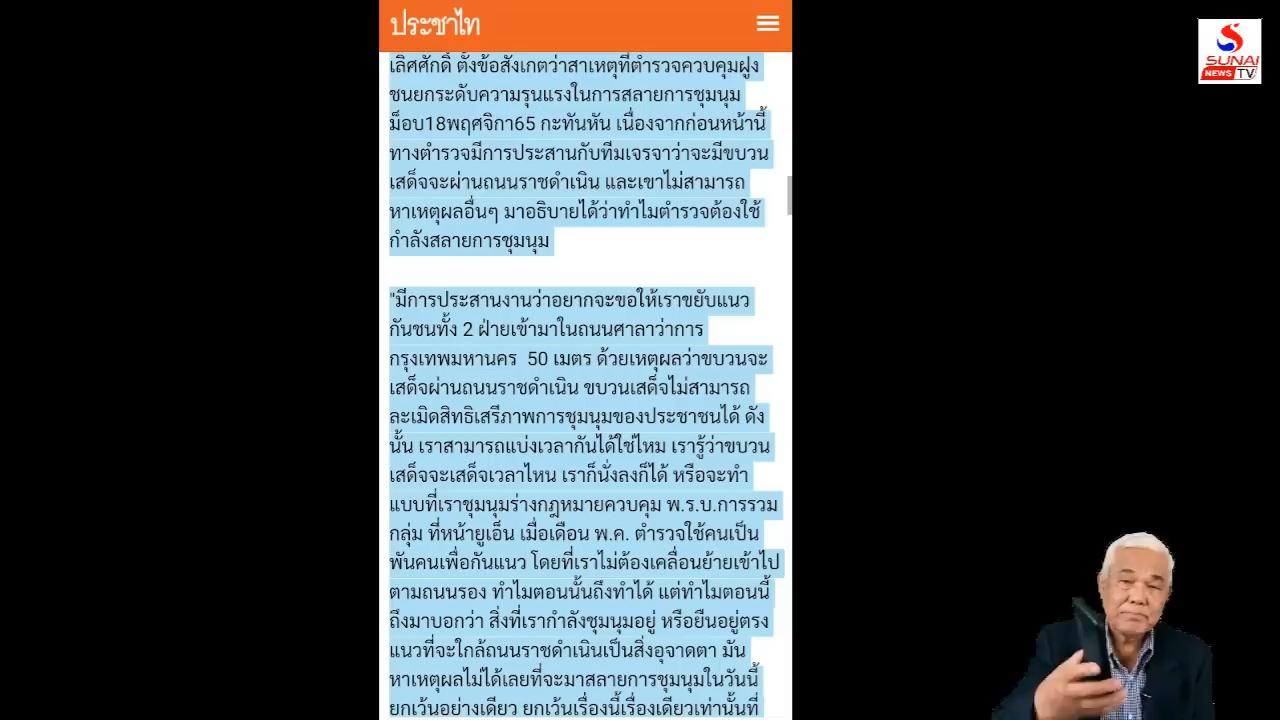 ประชาไท
SUNAI
NEWS TV
เลิศศักดิ์ ตั้งข้อสังเกตว่าสาเหตุที่ตำรวจควบคุมฝูง
ชนยกระดับความรุนแรงในการสลายการชุมนุม
ม็อบ18พฤศจิกา65 กะทันหัน เนื่องจากก่อนหน้านี้
ทางตำรวจมีการประสานกับทีมเจรจาว่าจะมีขบวน
เสด็จจะผ่านถนนราชดำเนิน และเขาไม่สามารถ
หาเหตุผลอื่นๆ มาอธิบายได้ว่าทำไมตำรวจต้องใช้
กำลังสลายการชุมนุม
"มีการประสานงานว่าอยากจะขอให้เราขยับแนว
กันชนทั้ง 2 ฝ่ายเข้ามาในถนนศาลาว่าการ
กรุงเทพมหานคร 50 เมตร ด้วยเหตุผลว่าขบวนจะ
เสด็จผ่านถนนราชดำเนิน ขบวนเสด็จไม่สามารถ
ละเมิดสิทธิเสรีภาพการชุมนุมของประชาชนได้ ดัง
นั้น เราสามารถแบ่งเวลากันได้ใช่ไหม เรารู้ว่าขบวน
เสด็จจะเสด็จเวลาไหน เราก็นั่งลงก็ได้ หรือจะทำ
แบบที่เราชุมนุมร่างกฎหมายควบคุม พ.ร.บ.การรวม
กลุ่ม ที่หน้ายูเอ็น เมื่อเดือน พ.ค. ตำรวจใช้คนเป็น
พันคนเพื่อกันแนว โดยที่เราไม่ต้องเคลื่อนย้ายเข้าไป
ตามถนนรอง ทำไมตอนนั้นถึงทำได้ แต่ทำไมตอนนี้
ถึงมาบอกว่า สิ่งที่เรากำลังชุมนุมอยู่ หรือยืนอยู่ตรง
แนวที่จะใกล้ถนนราชดำเนินเป็นสิ่งอุจาดตา มัน
หาเหตุผลไม่ได้เลยที่จะมาสลายการชุมนุมในวันนี้
ยกเว้นอย่างเดียว ยกเว้นเรื่องนี้เรื่องเดียวเท่านั้นที่